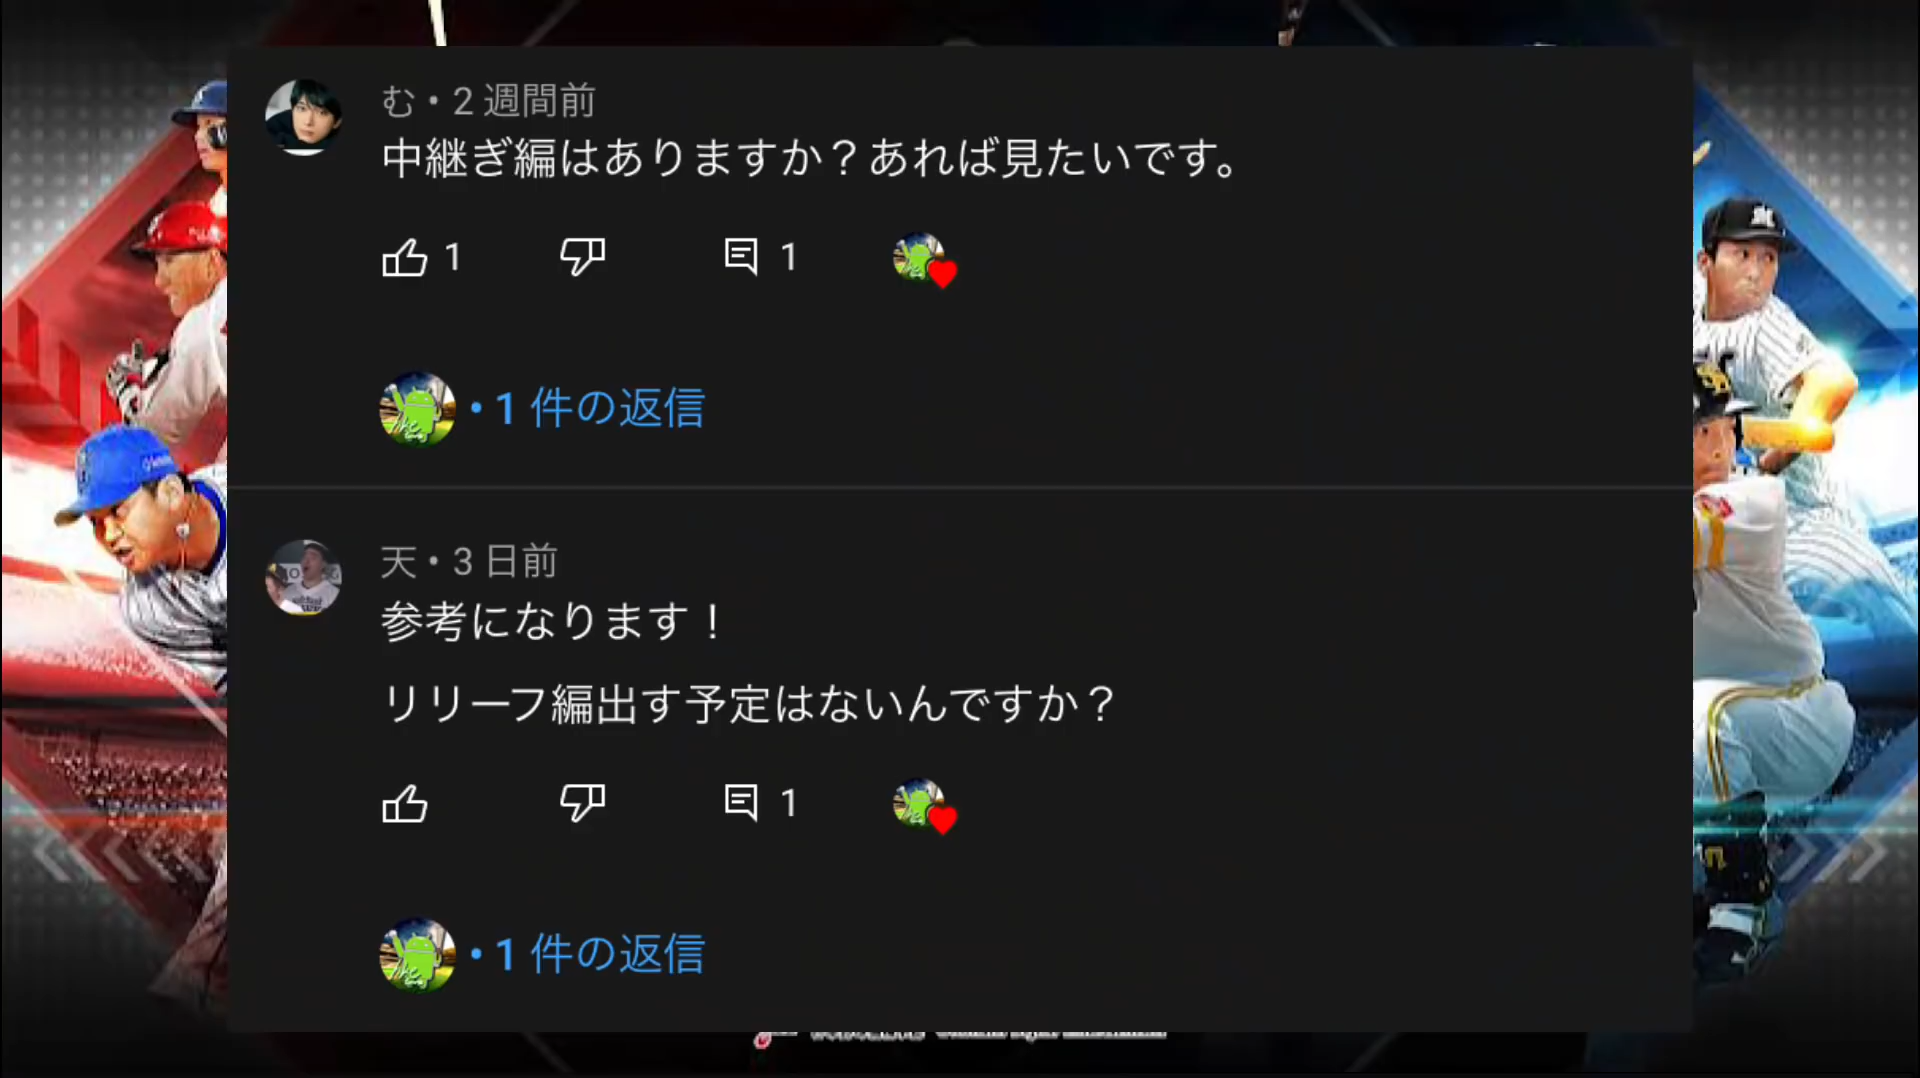 む・2 週間前
中継ぎ編はありますか？あれば見たいです。
1
1
・1 件の返信
天・3 日前
参考になります！
リリーフ編出す予定はないんですか？
1
・1 件の返信